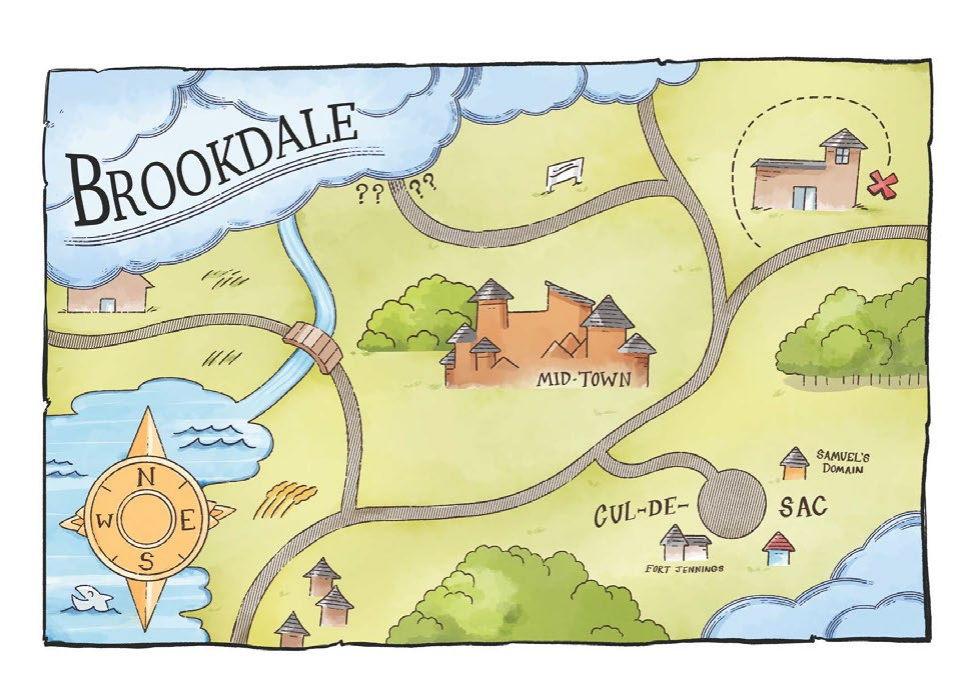 BROOKDALE
?? ??
MID-TOWN
SAMUEL'S
DOMAIN
CUL-DE- SAC
FORT JENNINGS
N
W E
S